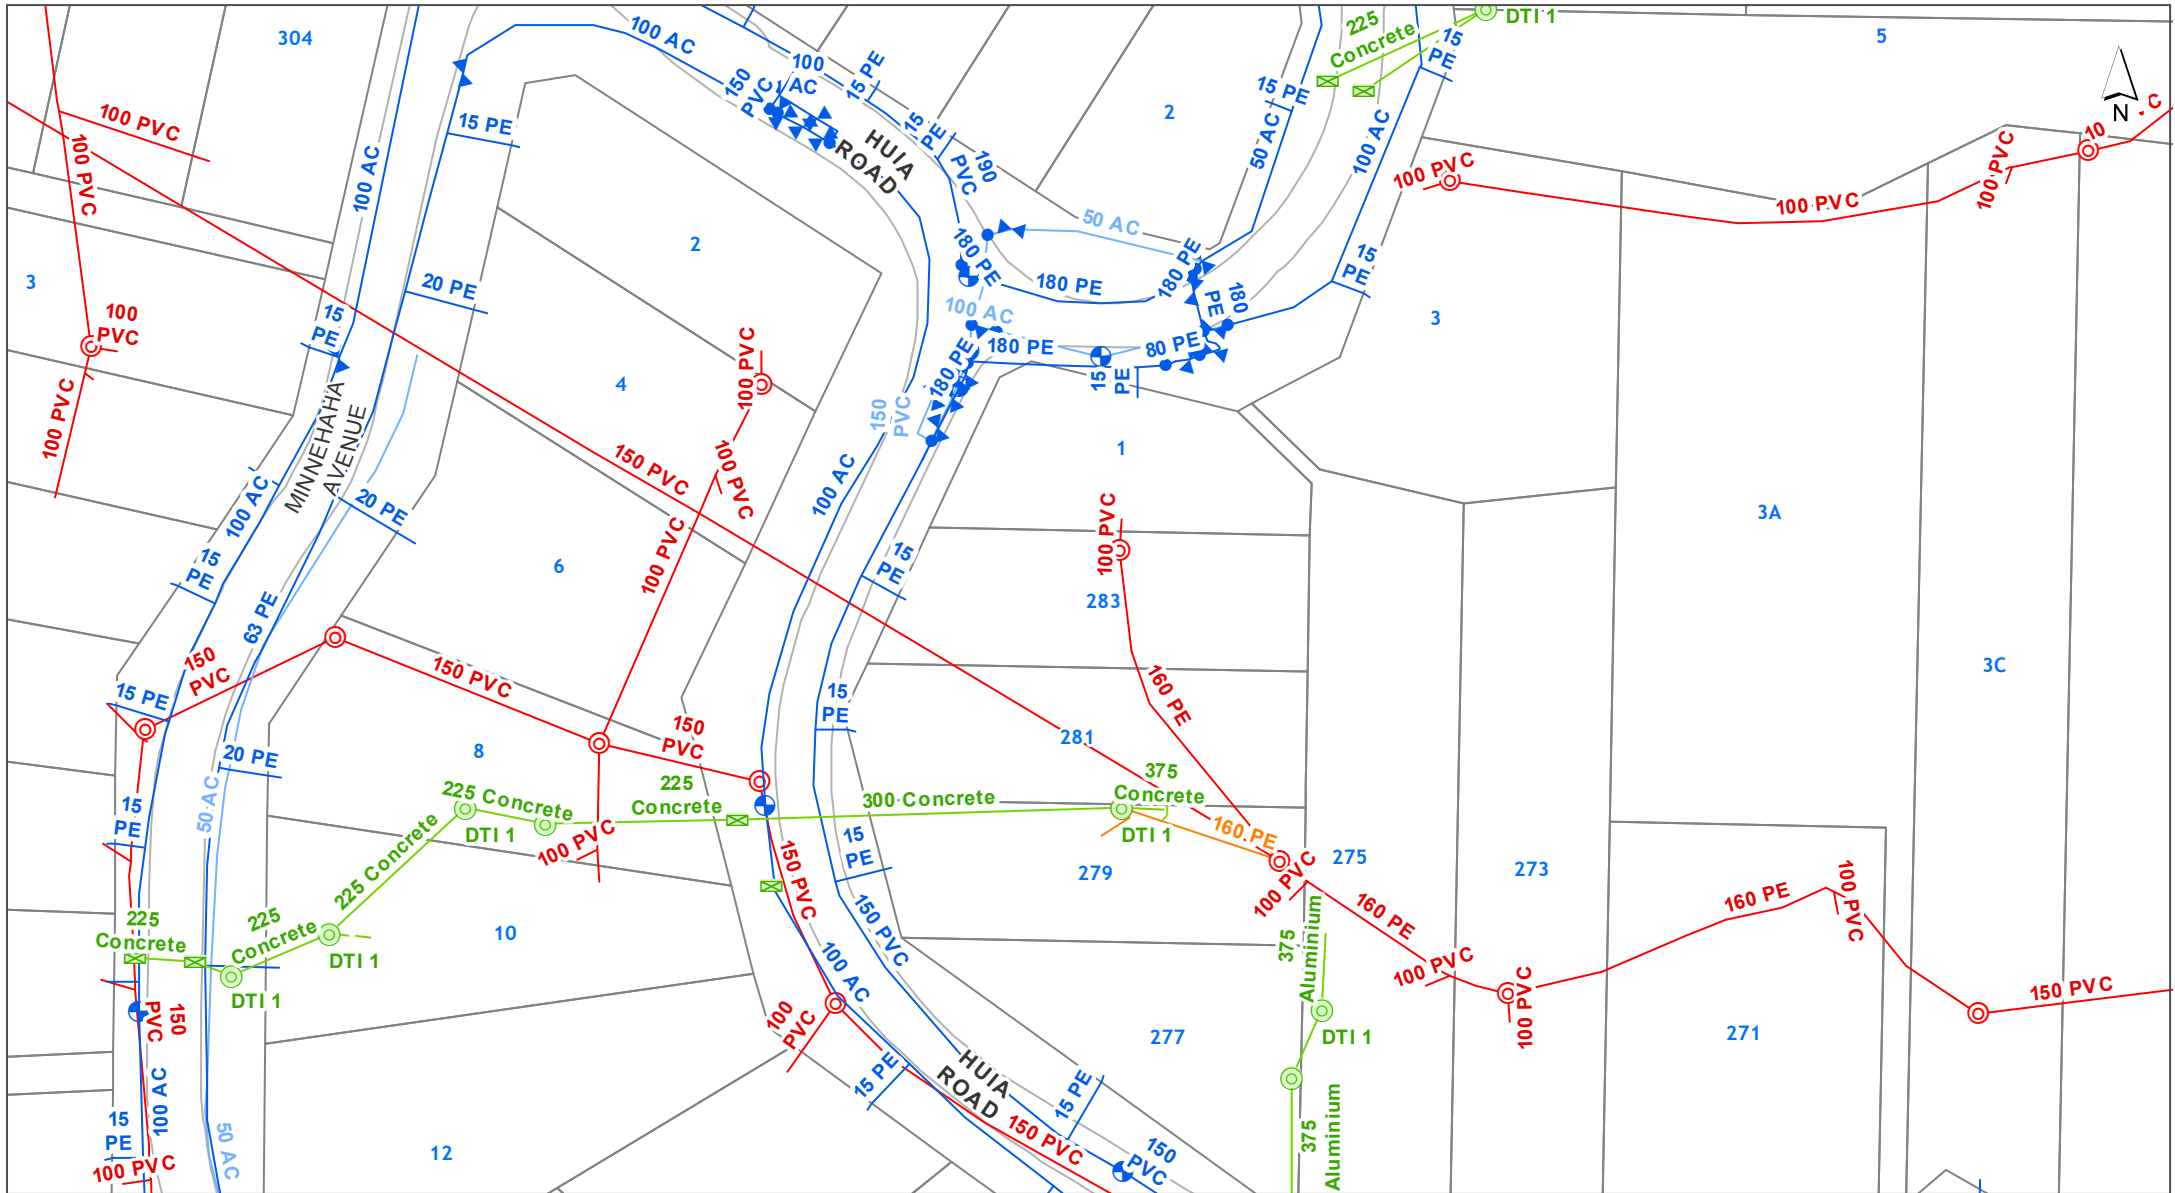 304
100 AC
100
AC
150
PVC
15 PE
225
Concrete
DTI 1
15
PE
5
100 PVC
100 PVC
15 PE
HUIA
ROAD
15
PE
190
PVC
2
15 PE
50 AC
100 AC
100 PVC
100 PVC
100 PVC
10
C
N
100 AC
2
3
20 PE
50 AC
180 PE
180 PE
180 PE
180
PE
15
PE
3
100
PVC
15
PE
100 AC
180 PE
80 PE
180 PE
15
PE
4
100 PVC
100 PVC
MINNEHAHA
AVENUE
150
PVC
1
100 PVC
150 PVC
100 AC
100 AC
20 PE
100 PVC
3A
15
PE
6
100 PVC
15
PE
100 PVC
283
63 PE
150
PVC
150 PVC
15 PE
15
PE
160 PE
3C
150
PVC
281
8
20 PE
50 AC
225 Concrete
DTI 1
225
Concrete
300 Concrete
375
Concrete
DTI 1
160 PE
15
PE
225 Concrete
100 PVC
15
PE
150 PVC
279
275
273
100 PVC
160 PE
160 PE
100 PVC
225
Concrete
225
Concrete
DTI 1
DTI 1
10
150 PVC
100 AC
375
Aluminium
100 PVC
100 PVC
150 PVC
150
PVC
100
PVC
277
DTI 1
271
100 AC
15 PE
HUIA
ROAD
15 PE
15
PE
50 AC
12
150 PVC
150
PVC
375
Aluminium
100 PVC